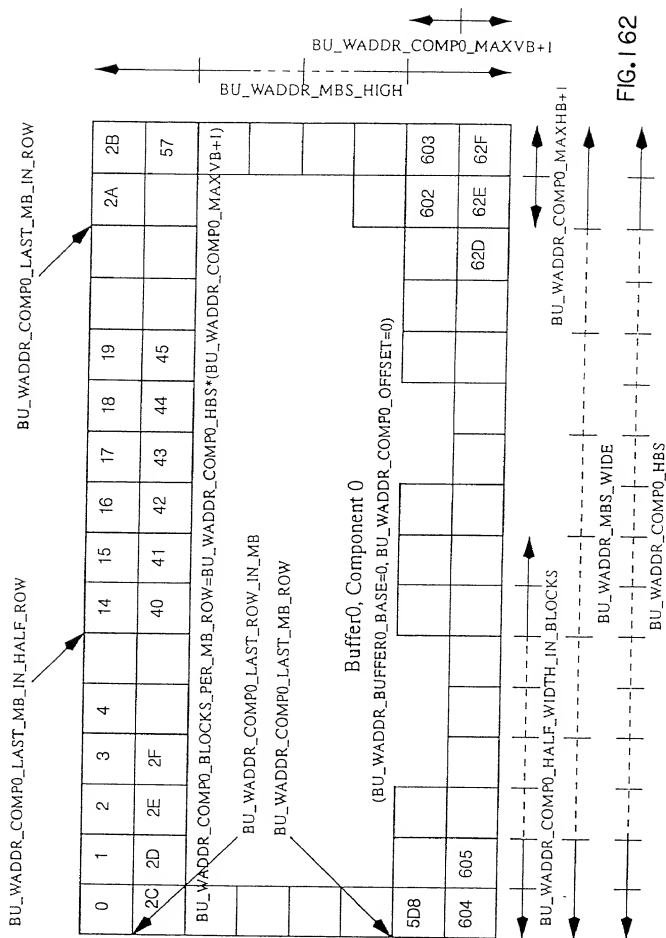 BU_WADDR_COMP0_LAST_MB_IN_HALF_ROW
BU_WADDR_COMP0_LAST_MB_IN_ROW
0 1 2 3 4 14 15 16 17 18 19 2A 2B
2C 2D 2E 2F 40 41 42 43 44 45 57
BU_WADDR_COMP0_BLOCKS_PER_MB_ROW=BU_WADDR_COMP0_HBS*(BU_WADDR_COMP0_MAXVB+1)
BU_WADDR_COMP0_LAST_ROW_IN_MB
BU_WADDR_COMP0_LAST_MB_ROW
Buffer0, Component 0
(BU_WADDR_BUFFER0_BASE=0, BU_WADDR_COMP0_OFFSET=0)
5D8 602 603
604 605 62D 62E 62F
BU_WADDR_MBS_HIGH
BU_WADDR_COMP0_MAXVB+1
BU_WADDR_COMP0_HALF_WIDTH_IN_BLOCKS
BU_WADDR_COMP0_MAXHB+1
BU_WADDR_MBS_WIDE
BU_WADDR_COMP0_HBS
FIG.162